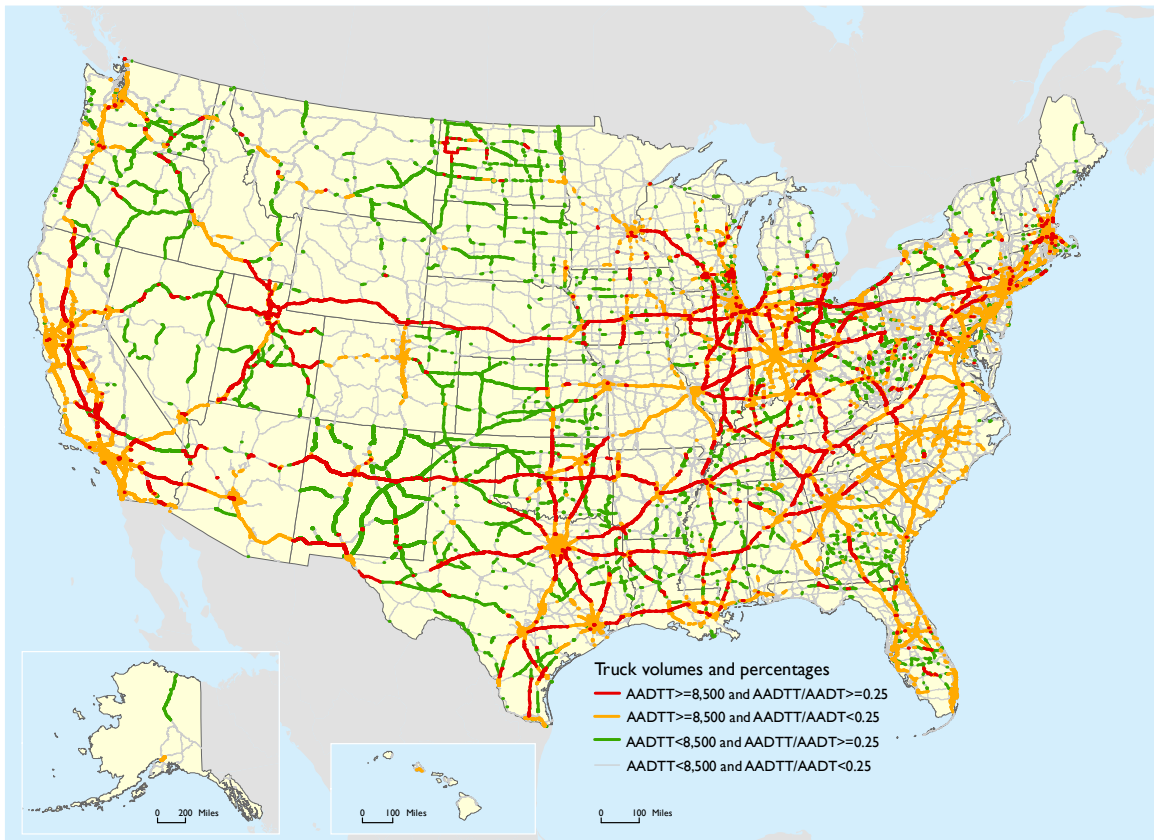 Truck volumes and percentages
AADTT>=8,500 and AADTT/AADT>=0.25
AADTT>=8,500 and AADTT/AADT<0.25
AADTT<8,500 and AADTT/AADT>=0.25
AADTT<8,500 and AADTT/AADT<0.25
0 200 Miles
0 100 Miles
0 100 Miles